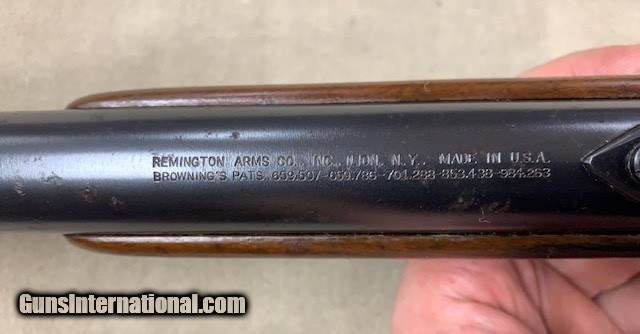 REMINGTON ARMS CO., INC. ILION, N.Y., MADE IN U.S.A.
BROWNING'S PATS. 659.507-659.786-701.288-853.438-984.263
GunsInternational.com